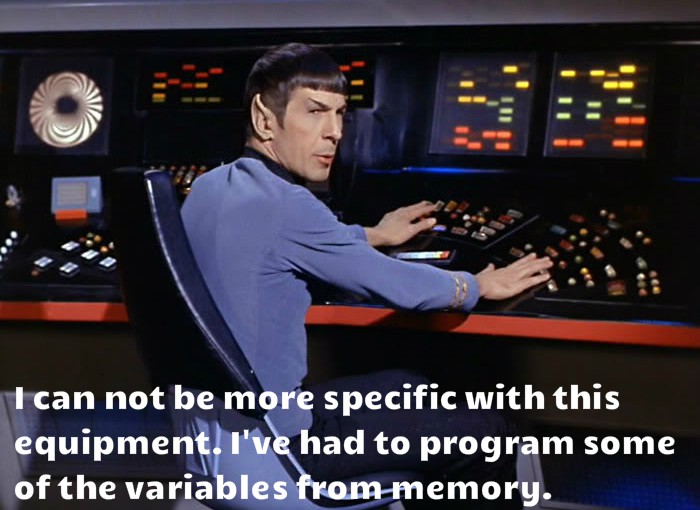 I can not be more specific with this
equipment. I've had to program some
of the variables from memory.